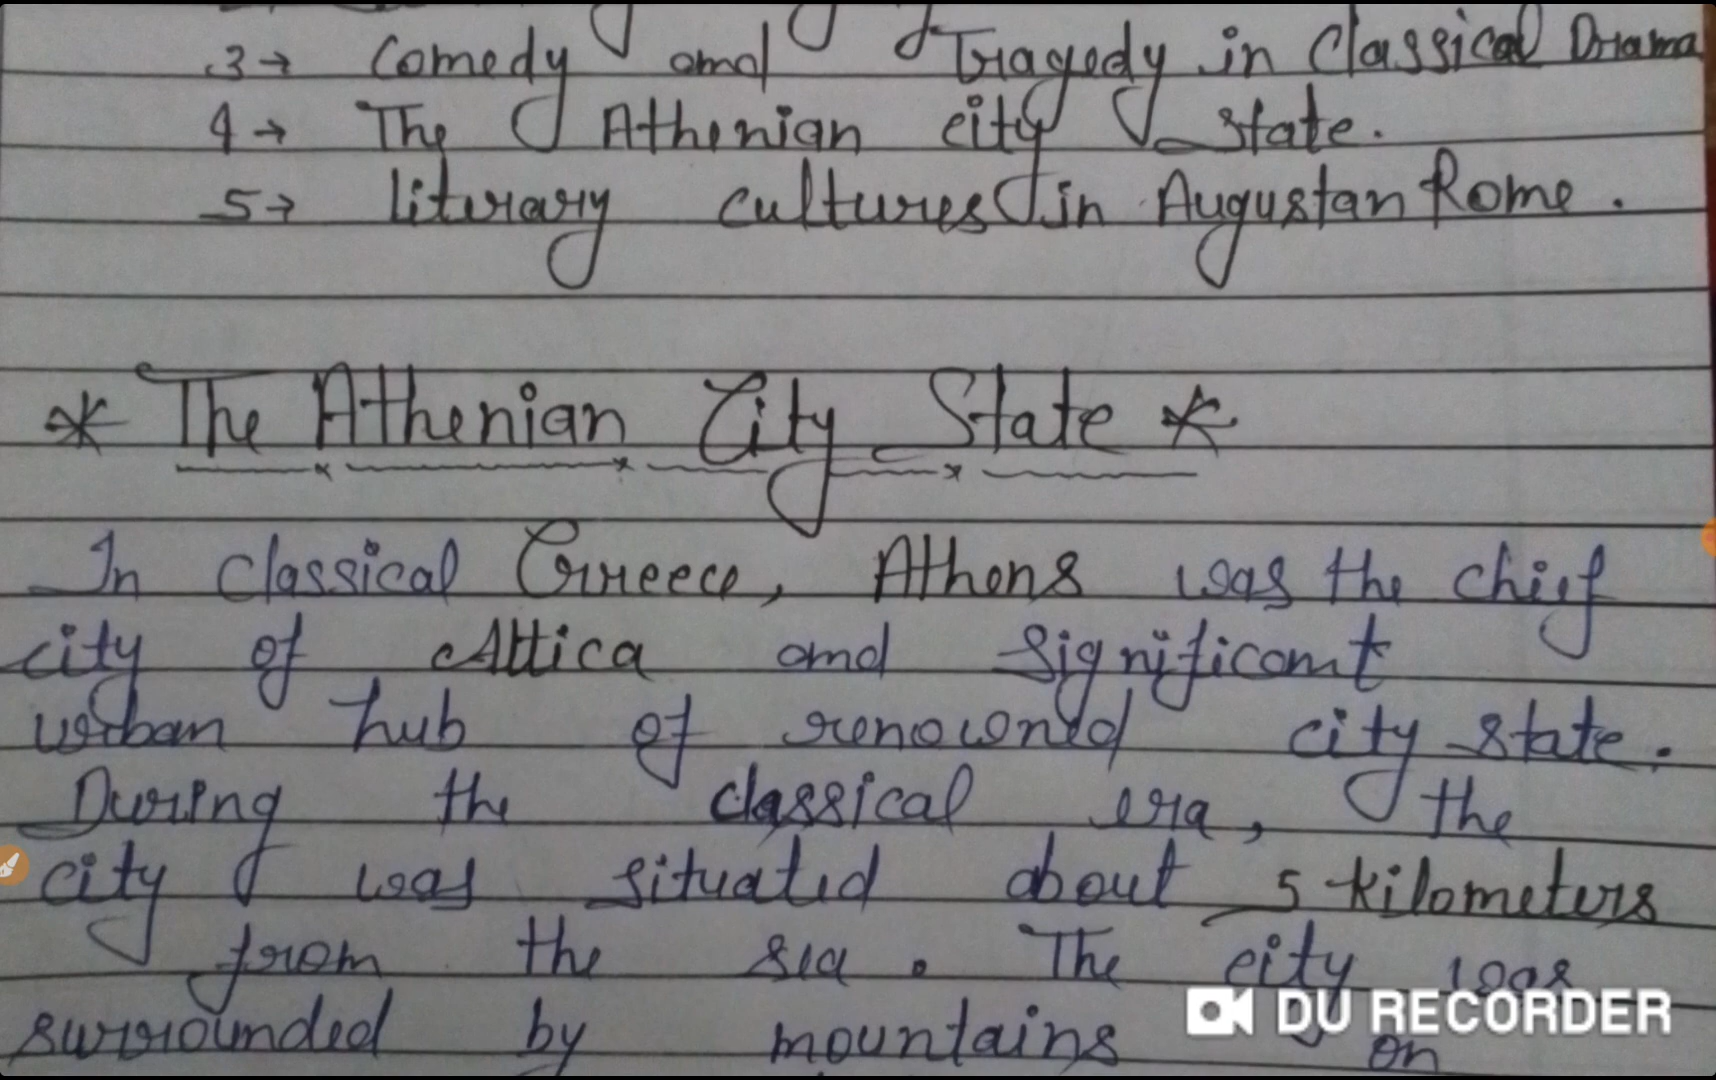 3→ Comedy and Tragedy in Classical Drama
4→ The Athenian city state.
5→ literary cultures in Augustan Rome.
* The Athenian City State *
In classical Greece, Athens was the chief
city of Attica and significant
urban hub of renowned city state.
During the classical era, the
city was situated about 5 kilometers
from the sea. The city was
surrounded by mountains on
DU RECORDER